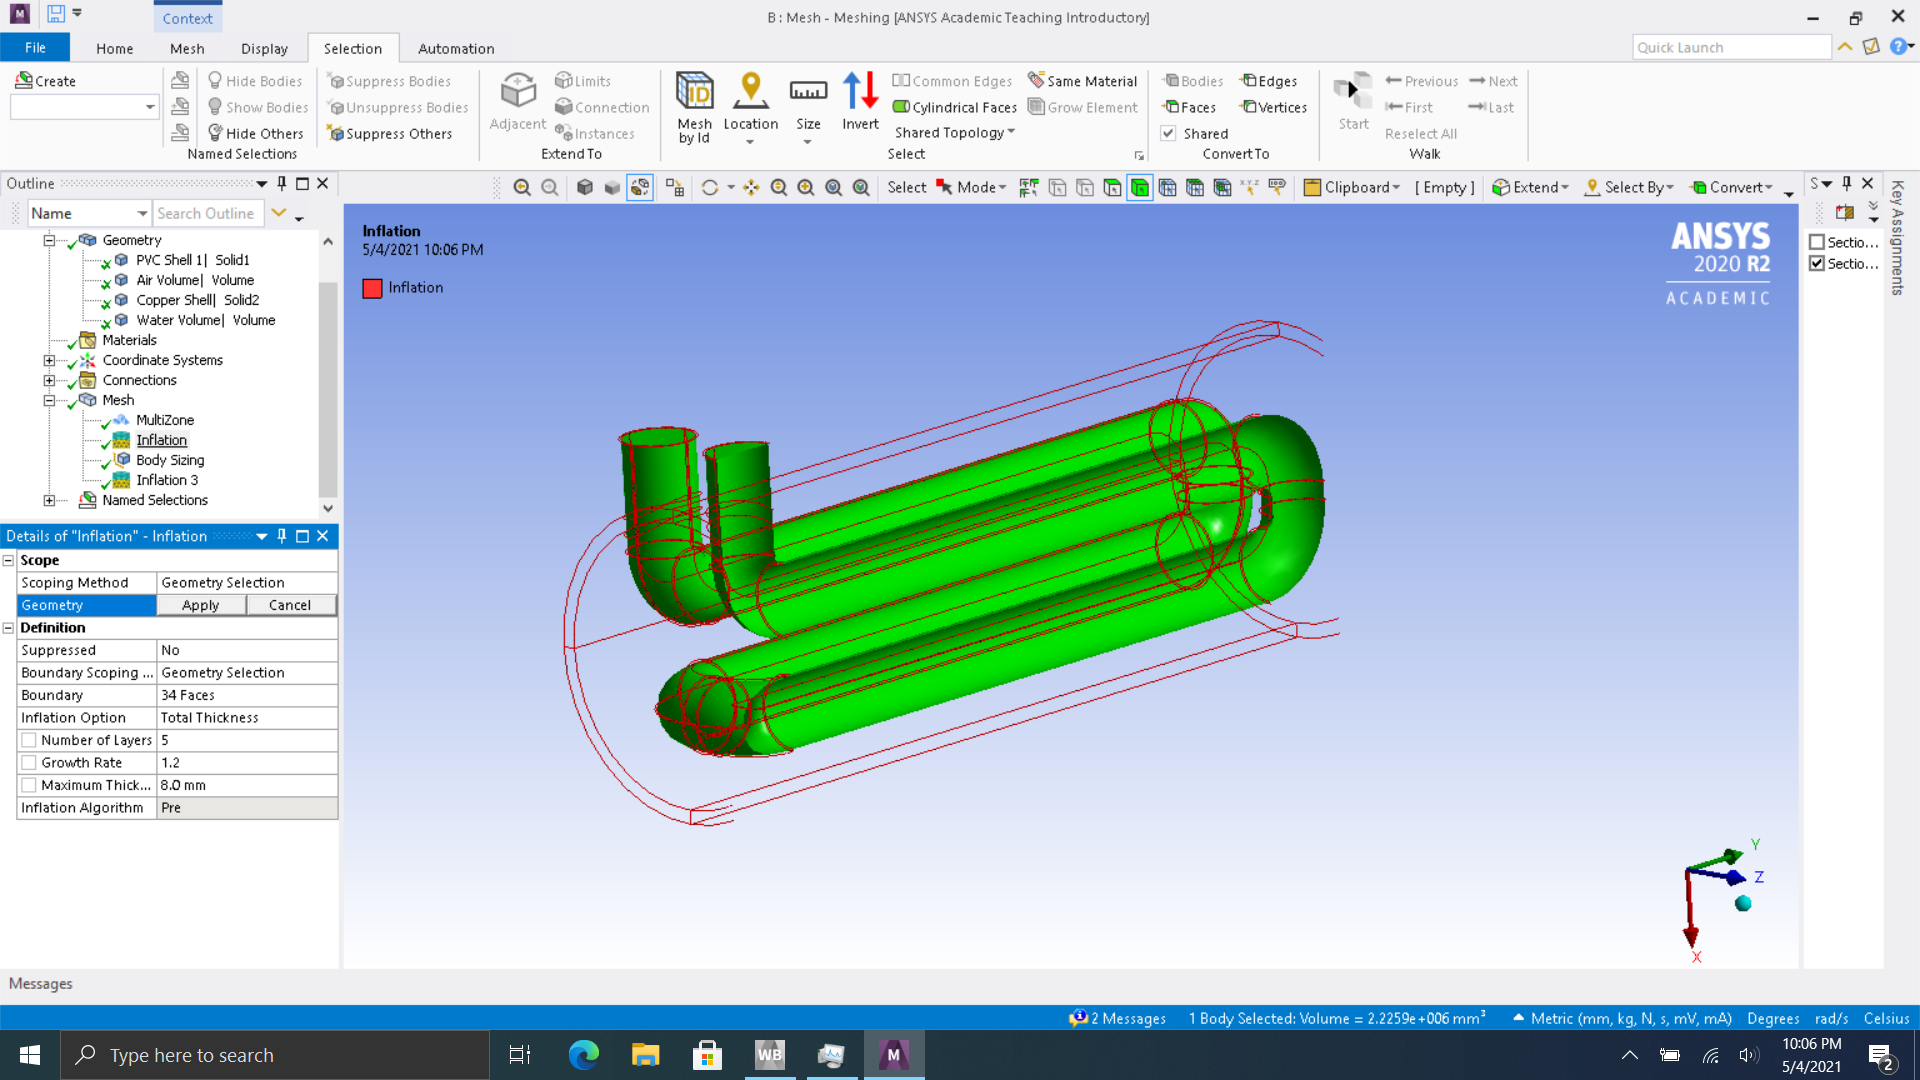 B : Mesh - Meshing [ANSYS Academic Teaching Introductory]
M
Context
File Home Mesh Display Selection Automation
Quick Launch
Create
Hide Bodies
Show Bodies
Hide Others
Named Selections
Suppress Bodies
Unsuppress Bodies
Suppress Others
Adjacent
Limits
Connection
Instances
Extend To
Mesh by Id
Location
Size
Invert
Common Edges
Cylindrical Faces
Shared Topology
Same Material
Grow Element
Select
Bodies
Edges
Faces
Vertices
Shared
Convert To
Start
Previous
Next
First
Last
Reselect All
Walk
Outline
Select Mode Clipboard [ Empty ] Extend Select By Convert
S
Key Assignments
Name Search Outline
Geometry
PVC Shell 1| Solid1
Air Volume| Volume
Copper Shell| Solid2
Water Volume| Volume
Materials
Coordinate Systems
Connections
Mesh
MultiZone
Inflation
Body Sizing
Inflation 3
Named Selections
Details of "Inflation" - Inflation
Scope
Scoping Method Geometry Selection
Geometry Apply Cancel
Definition
Suppressed No
Boundary Scoping ... Geometry Selection
Boundary 34 Faces
Inflation Option Total Thickness
Number of Layers 5
Growth Rate 1.2
Maximum Thick... 8.0 mm
Inflation Algorithm Pre
Inflation
5/4/2021 10:06 PM
Inflation
ANSYS
2020 R2
ACADEMIC
Sectio...
Sectio...
Y
Z
X
Messages
2 Messages 1 Body Selected: Volume = 2.2259e+006 mm³ Metric (mm, kg, N, s, mV, mA) Degrees rad/s Celsius
Type here to search
WB
M
10:06 PM
5/4/2021
2